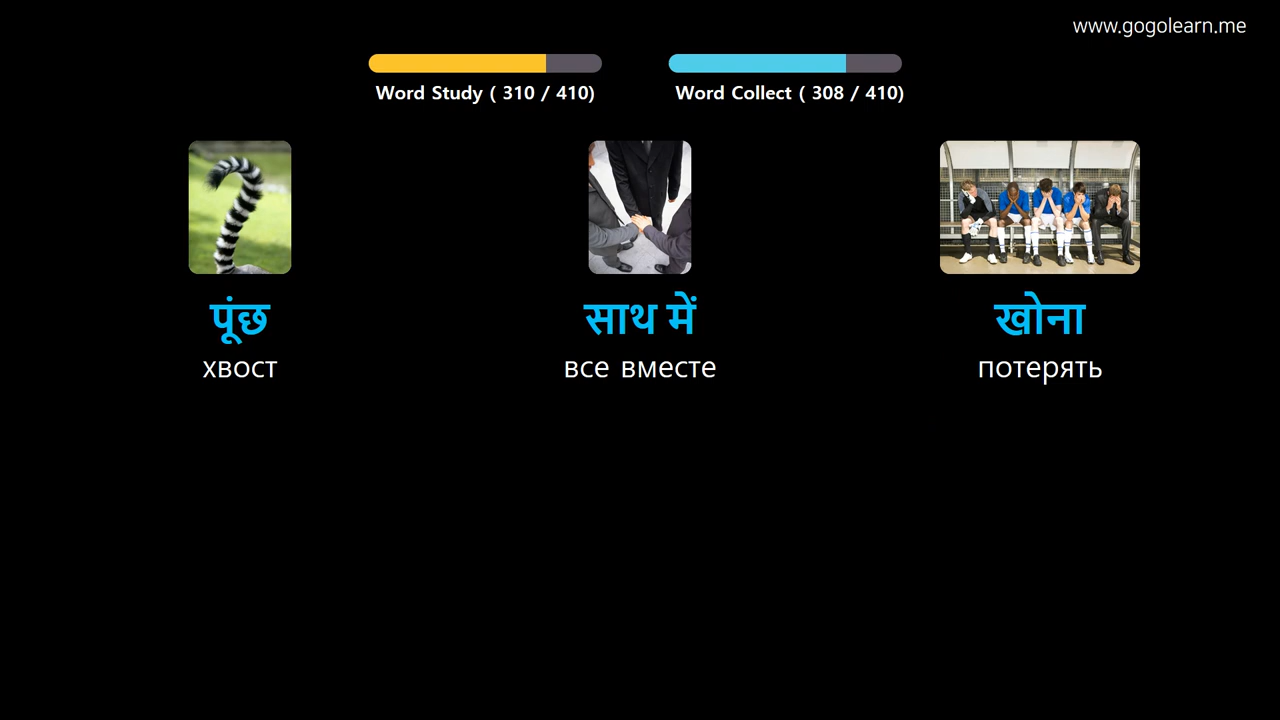 www.gogolearn.me
Word Study ( 310 / 410)
Word Collect ( 308 / 410)
पूंछ
साथ में
खोना
хвост
все вместе
потерять